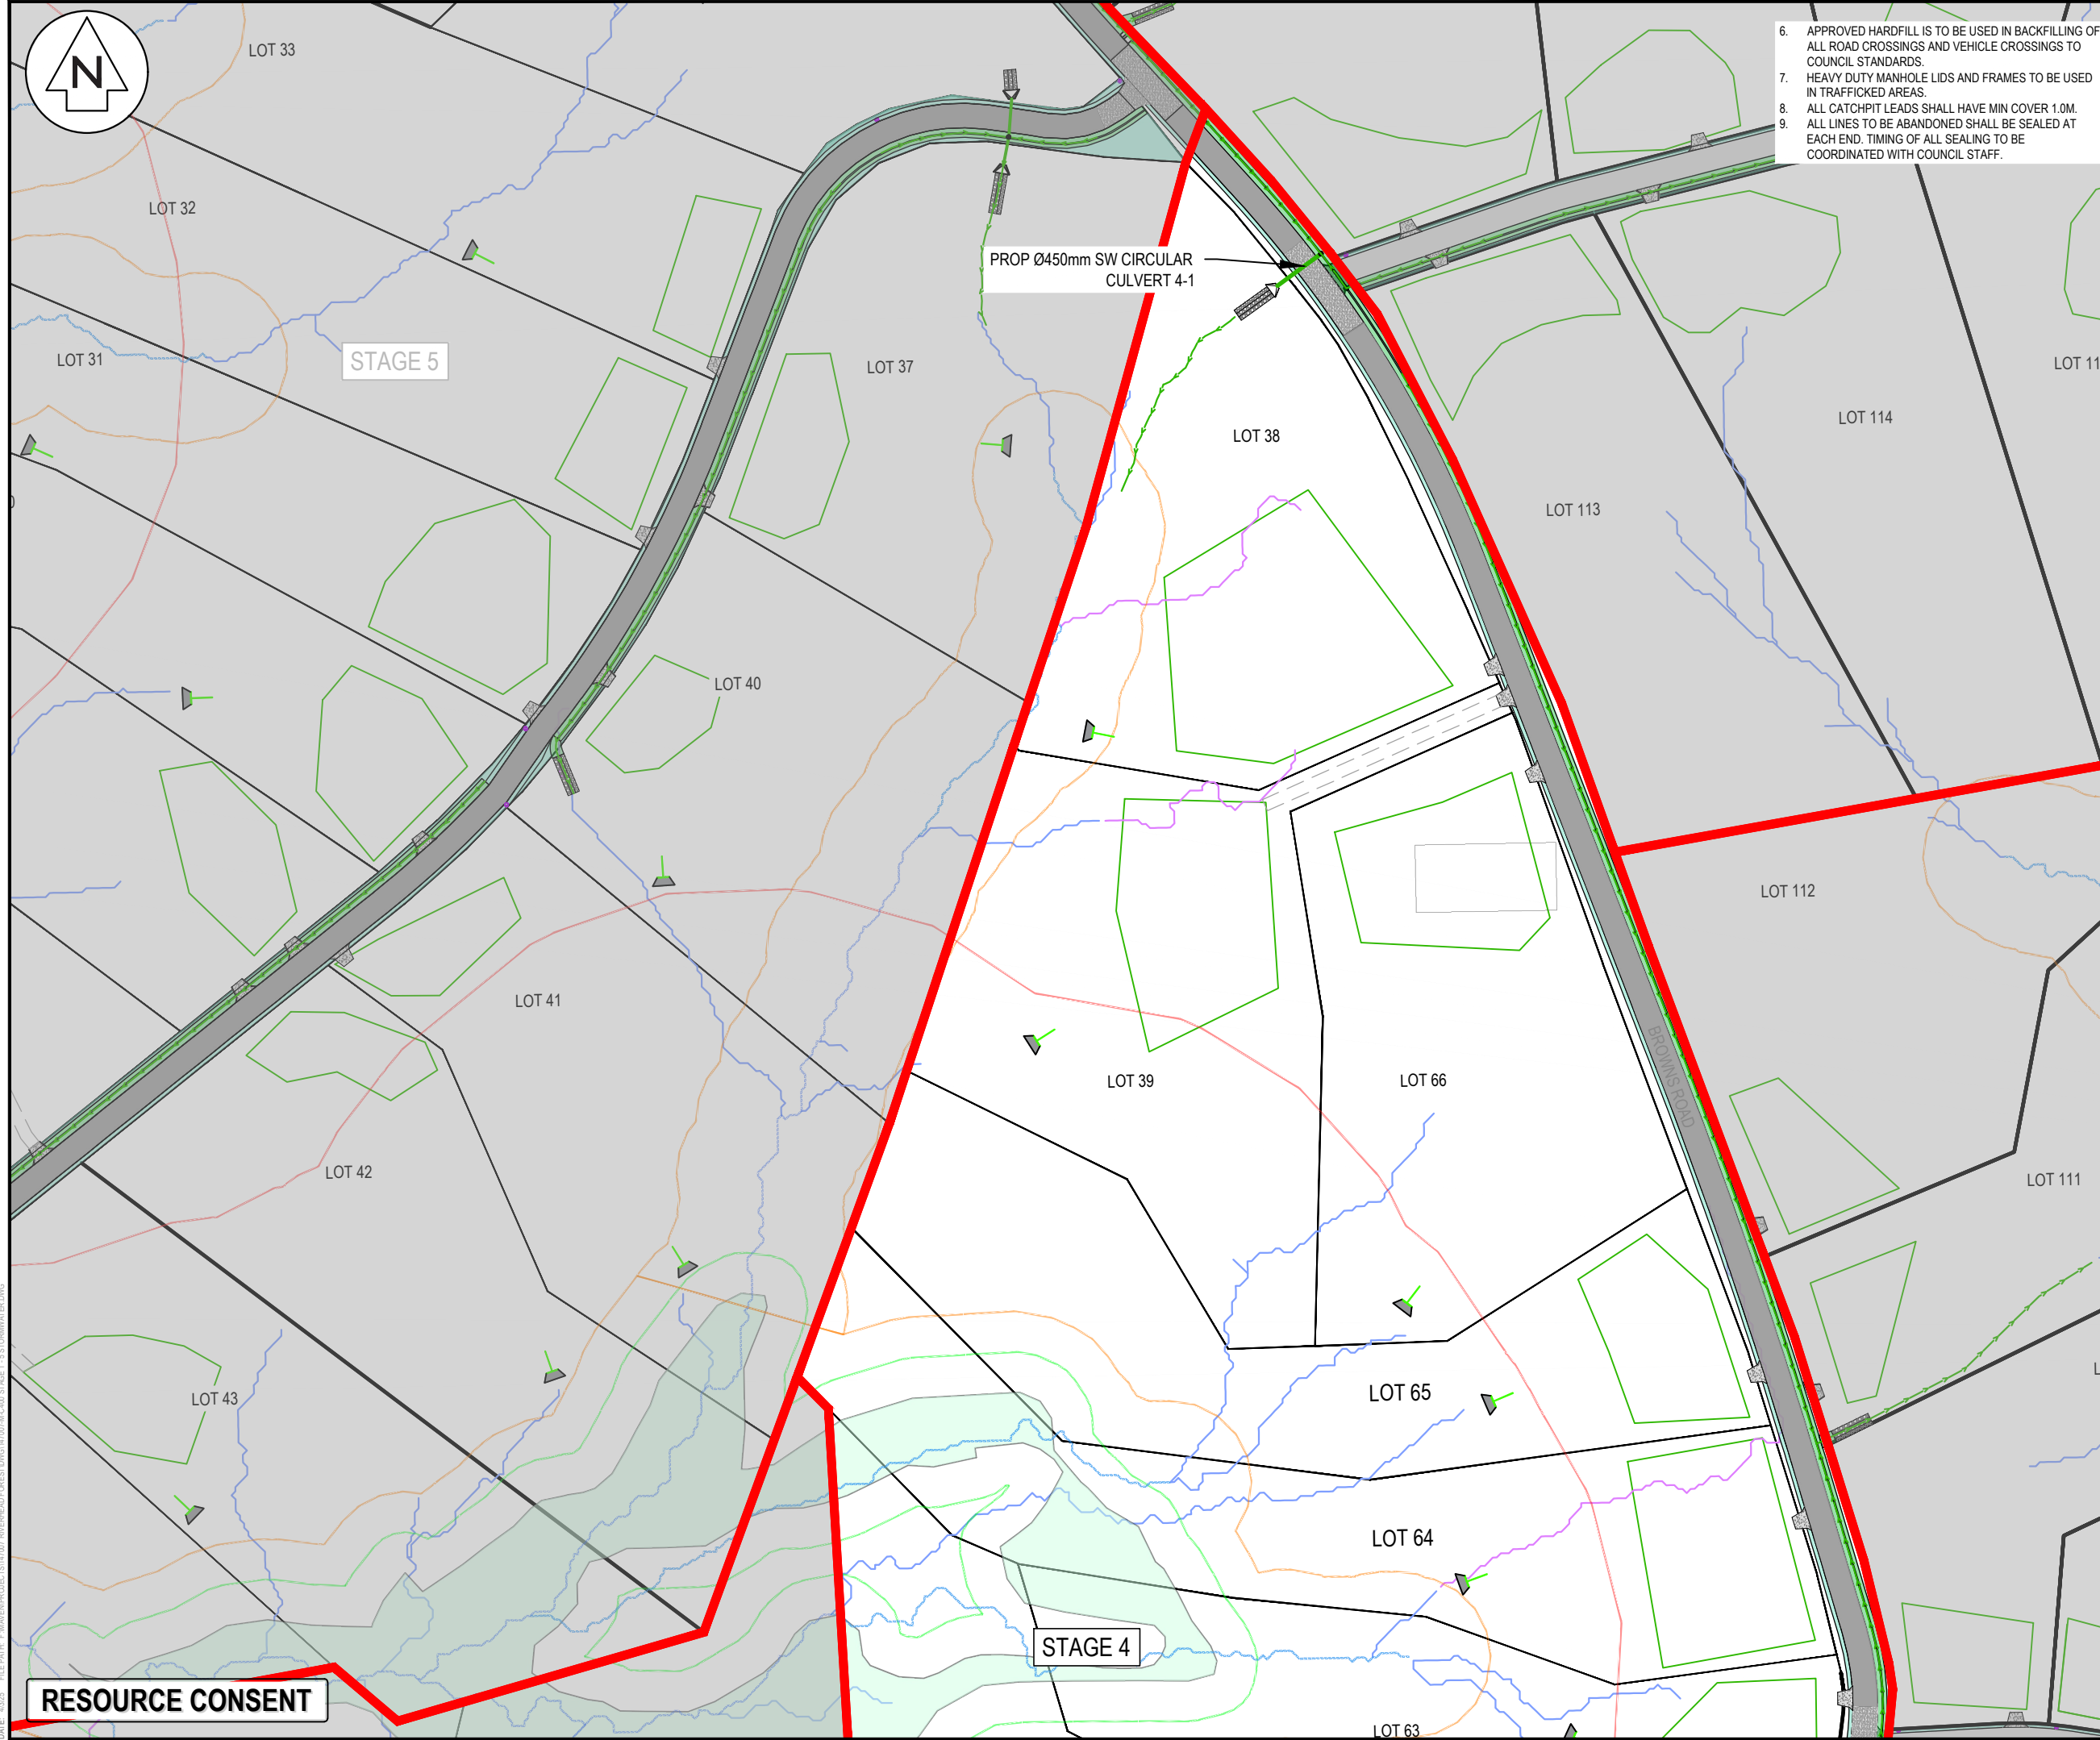 N
LOT 33
6. APPROVED HARDFILL IS TO BE USED IN BACKFILLING OF
ALL ROAD CROSSINGS AND VEHICLE CROSSINGS TO
COUNCIL STANDARDS.
7. HEAVY DUTY MANHOLE LIDS AND FRAMES TO BE USED
IN TRAFFICKED AREAS.
8. ALL CATCHPIT LEADS SHALL HAVE MIN COVER 1.0M.
9. ALL LINES TO BE ABANDONED SHALL BE SEALED AT
EACH END. TIMING OF ALL SEALING TO BE
COORDINATED WITH COUNCIL STAFF.
LOT 32
PROP Ø450mm SW CIRCULAR
CULVERT 4-1
LOT 31
STAGE 5
LOT 37
LOT 11
LOT 114
LOT 38
LOT 113
LOT 40
LOT 112
LOT 41
LOT 39
LOT 66
BROWNS ROAD
LOT 42
LOT 111
LOT 43
LOT 65
LOT 64
STAGE 4
RESOURCE CONSENT
LOT 63